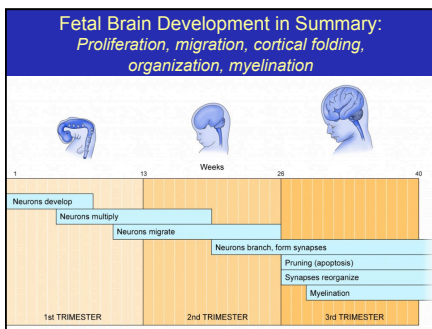 Fetal Brain Development in Summary:
Proliferation, migration, cortical folding,
organization, myelination
Weeks
1 13 26 40
Neurons develop
Neurons multiply
Neurons migrate
Neurons branch, form synapses
Pruning (apoptosis)
Synapses reorganize
Myelination
1st TRIMESTER 2nd TRIMESTER 3rd TRIMESTER